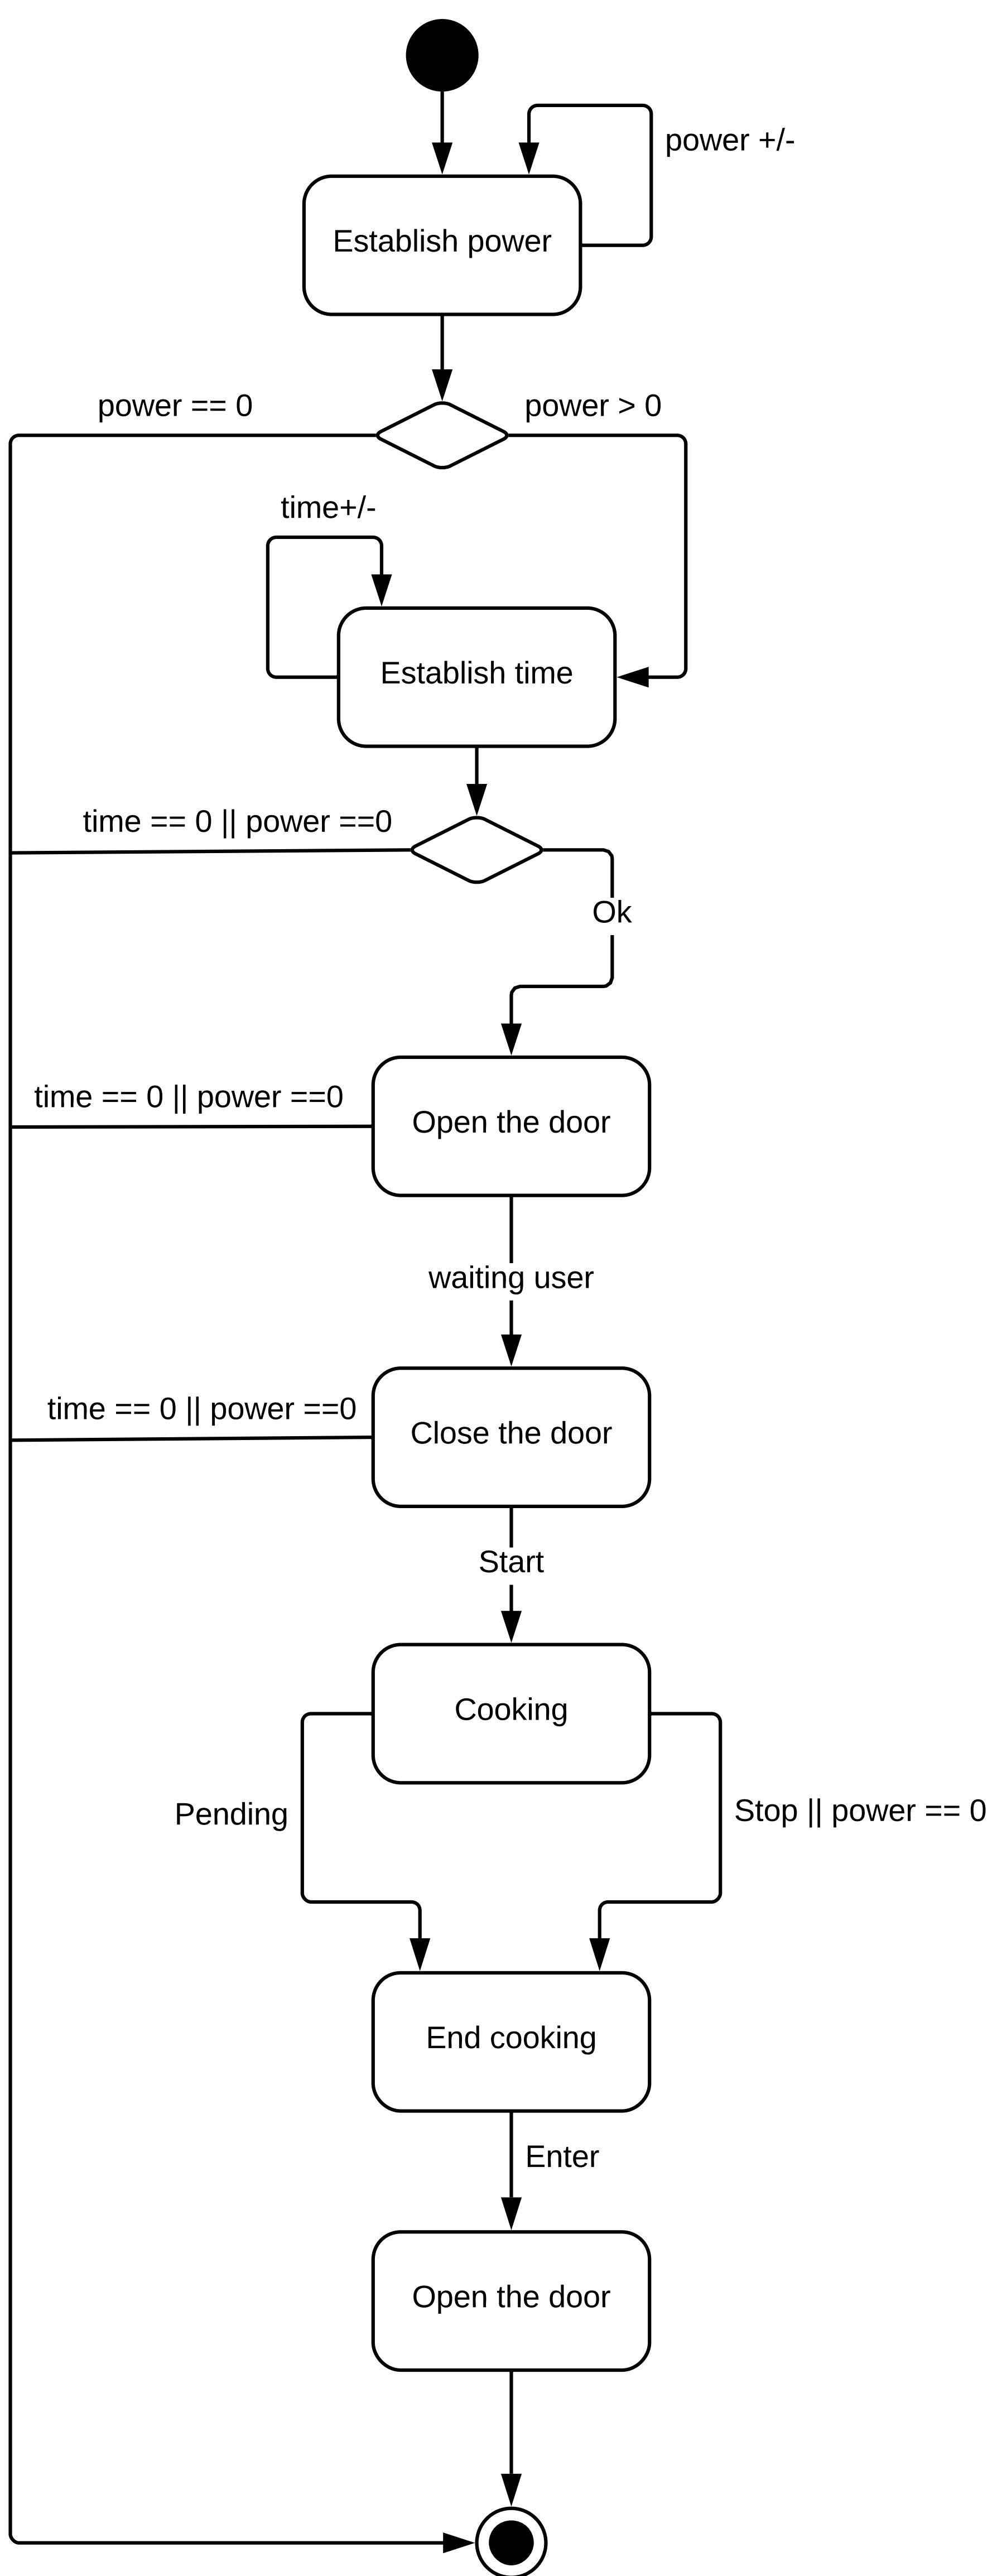 power +/-
Establish power
power == 0
power > 0
time+/-
Establish time
time == 0 || power ==0
Ok
time == 0 || power ==0
Open the door
waiting user
time == 0 || power ==0
Close the door
Start
Cooking
Pending
Stop || power == 0
End cooking
Enter
Open the door